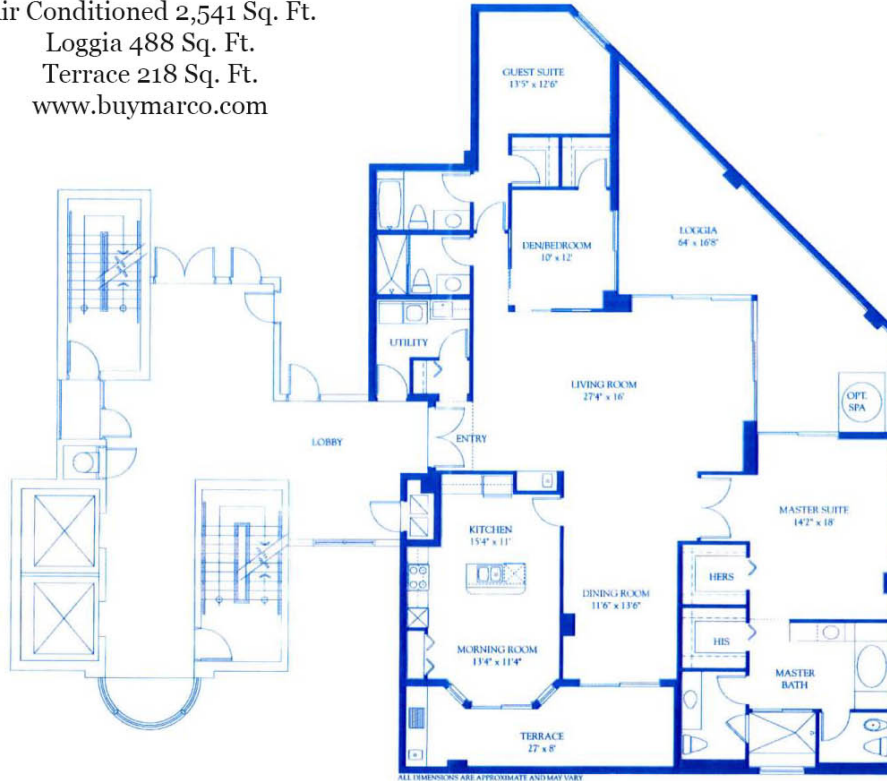 ir Conditioned 2,541 Sq. Ft.
Loggia 488 Sq. Ft.
Terrace 218 Sq. Ft.
www.buymarco.com
GUEST SUITE
13'5" x 12'6"
LOGGIA
64' x 16'8"
DEN/BEDROOM
10' x 12'
UTILITY
LIVING ROOM
27'4" x 16'
OPT.
SPA
LOBBY
ENTRY
MASTER SUITE
14'2" x 18'
KITCHEN
15'4" x 11'
HERS
DINING ROOM
11'6" x 13'6"
HIS
MORNING ROOM
13'4" x 11'4"
MASTER
BATH
TERRACE
27' x 8'
ALL DIMENSIONS ARE APPROXIMATE AND MAY VARY